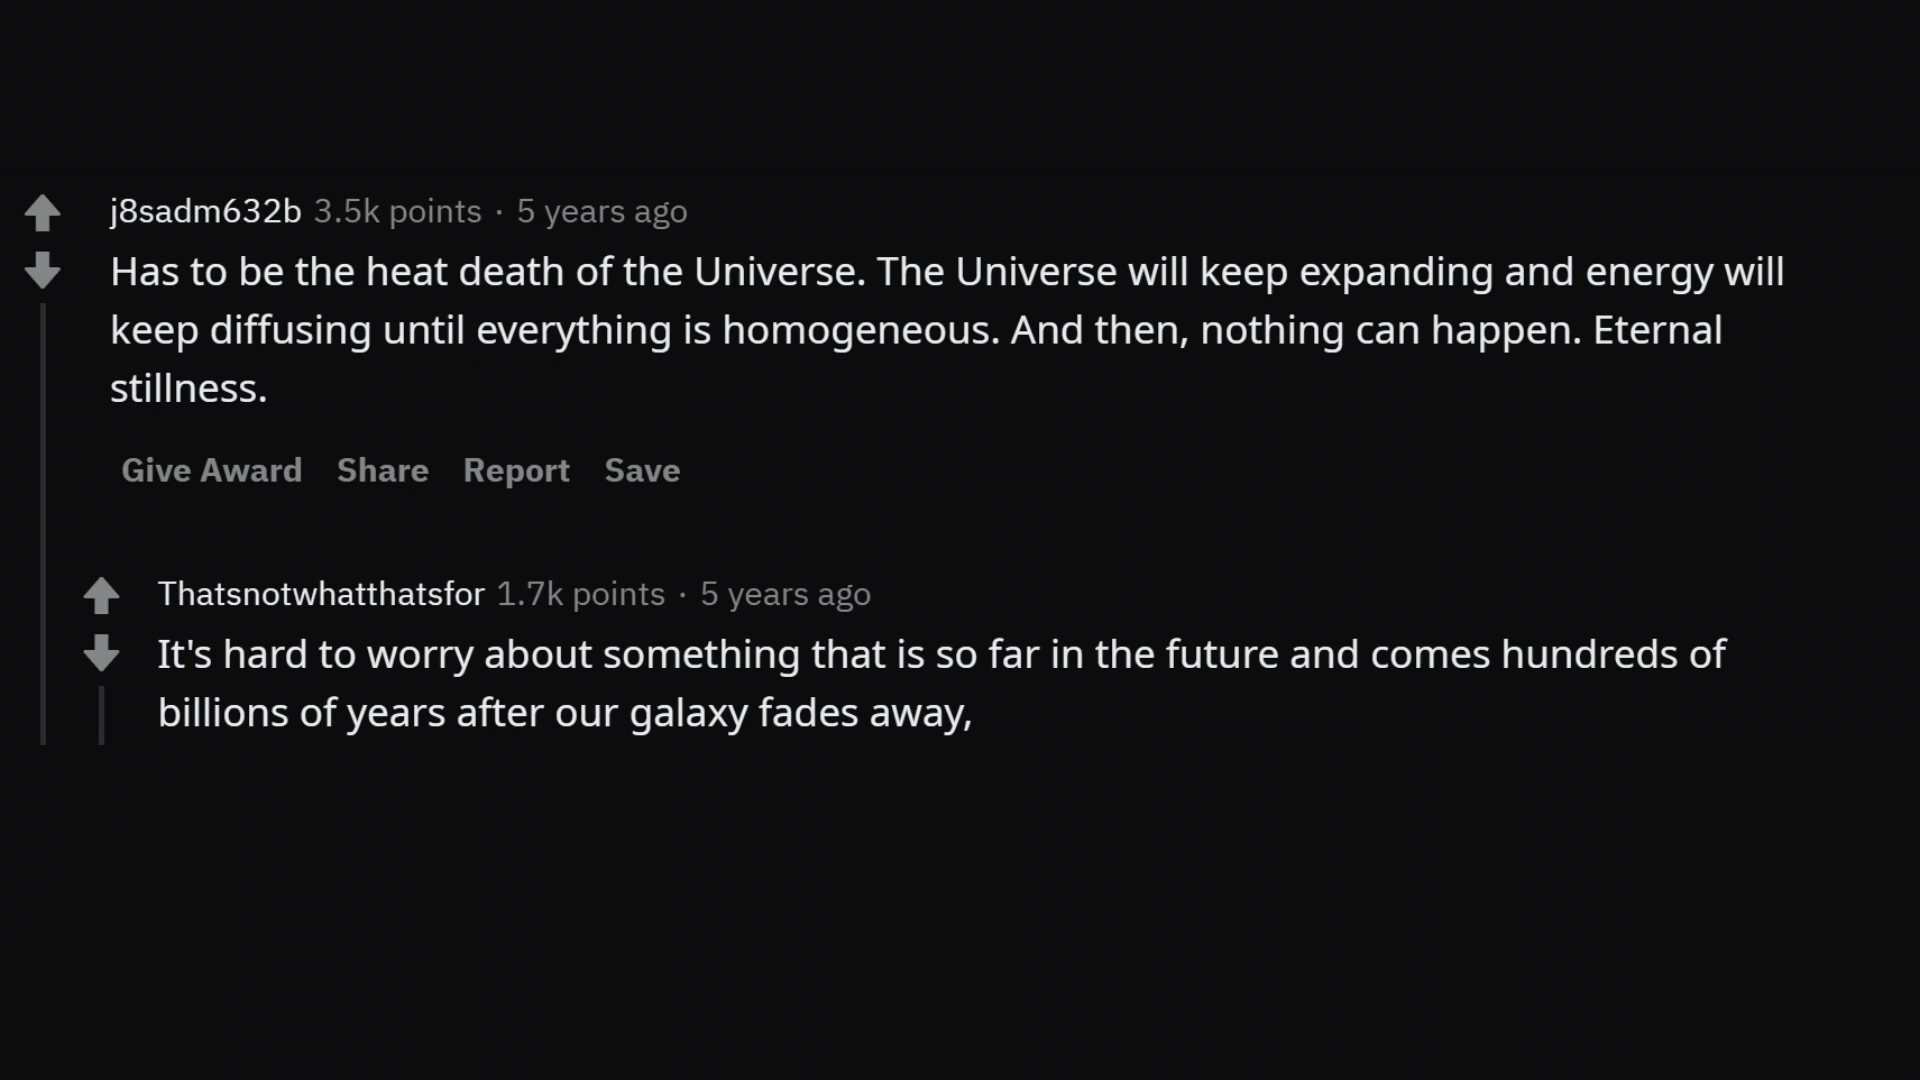 j8sadm632b 3.5k points · 5 years ago
Has to be the heat death of the Universe. The Universe will keep expanding and energy will
keep diffusing until everything is homogeneous. And then, nothing can happen. Eternal
stillness.
Give Award Share Report Save
Thatsnotwhatthatsfor 1.7k points · 5 years ago
It's hard to worry about something that is so far in the future and comes hundreds of
billions of years after our galaxy fades away,